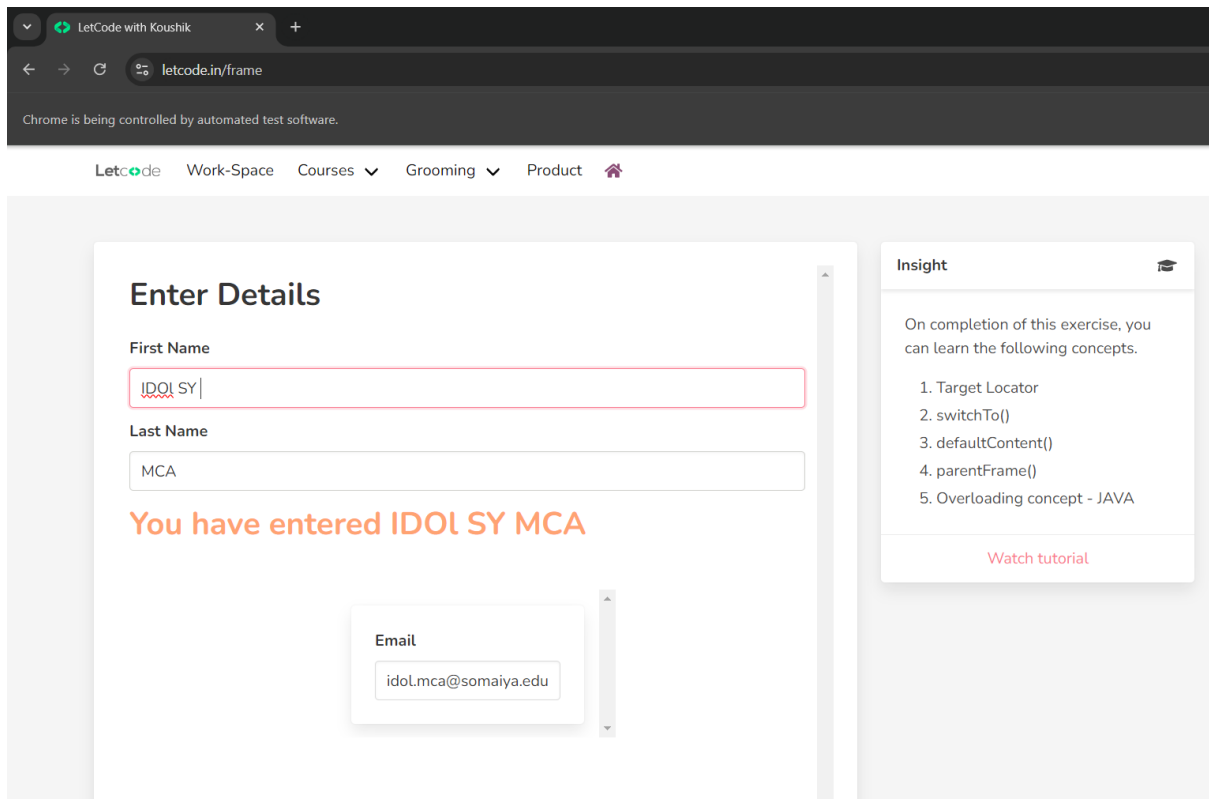 LetCode with Koushik
letcode.in/frame
Chrome is being controlled by automated test software.
Letcode Work-Space Courses Grooming Product
Enter Details
First Name
IDOl SY
Last Name
MCA
You have entered IDOl SY MCA
Email
idol.mca@somaiya.edu
Insight
On completion of this exercise, you
can learn the following concepts.
1. Target Locator
2. switchTo()
3. defaultContent()
4. parentFrame()
5. Overloading concept - JAVA
Watch tutorial